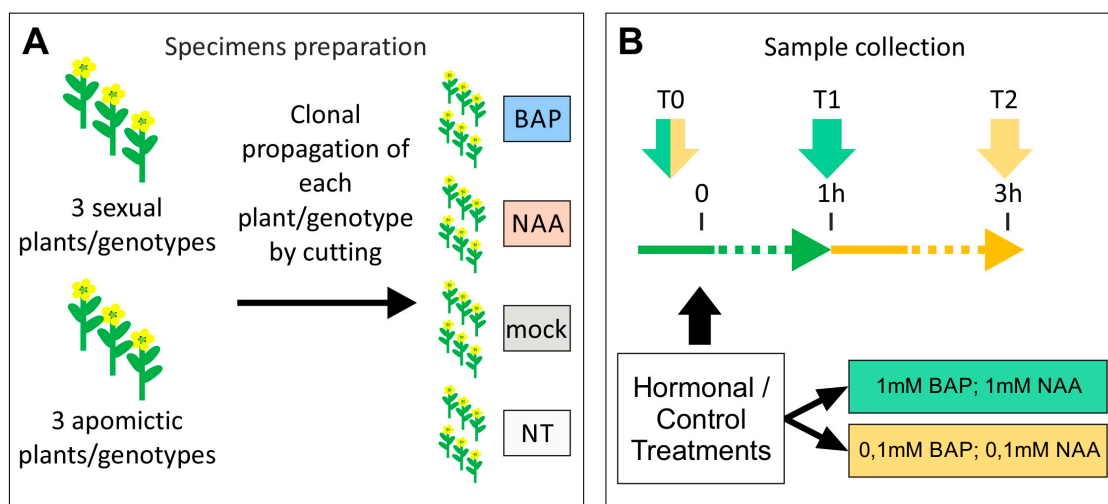 A
Specimens preparation
3 sexual
plants/genotypes
3 apomictic
plants/genotypes
Clonal
propagation of
each
plant/genotype
by cutting
BAP
NAA
mock
NT
B
Sample collection
T0
T1
T2
0
1h
3h
Hormonal /
Control
Treatments
1mM BAP; 1mM NAA
0,1mM BAP; 0,1mM NAA